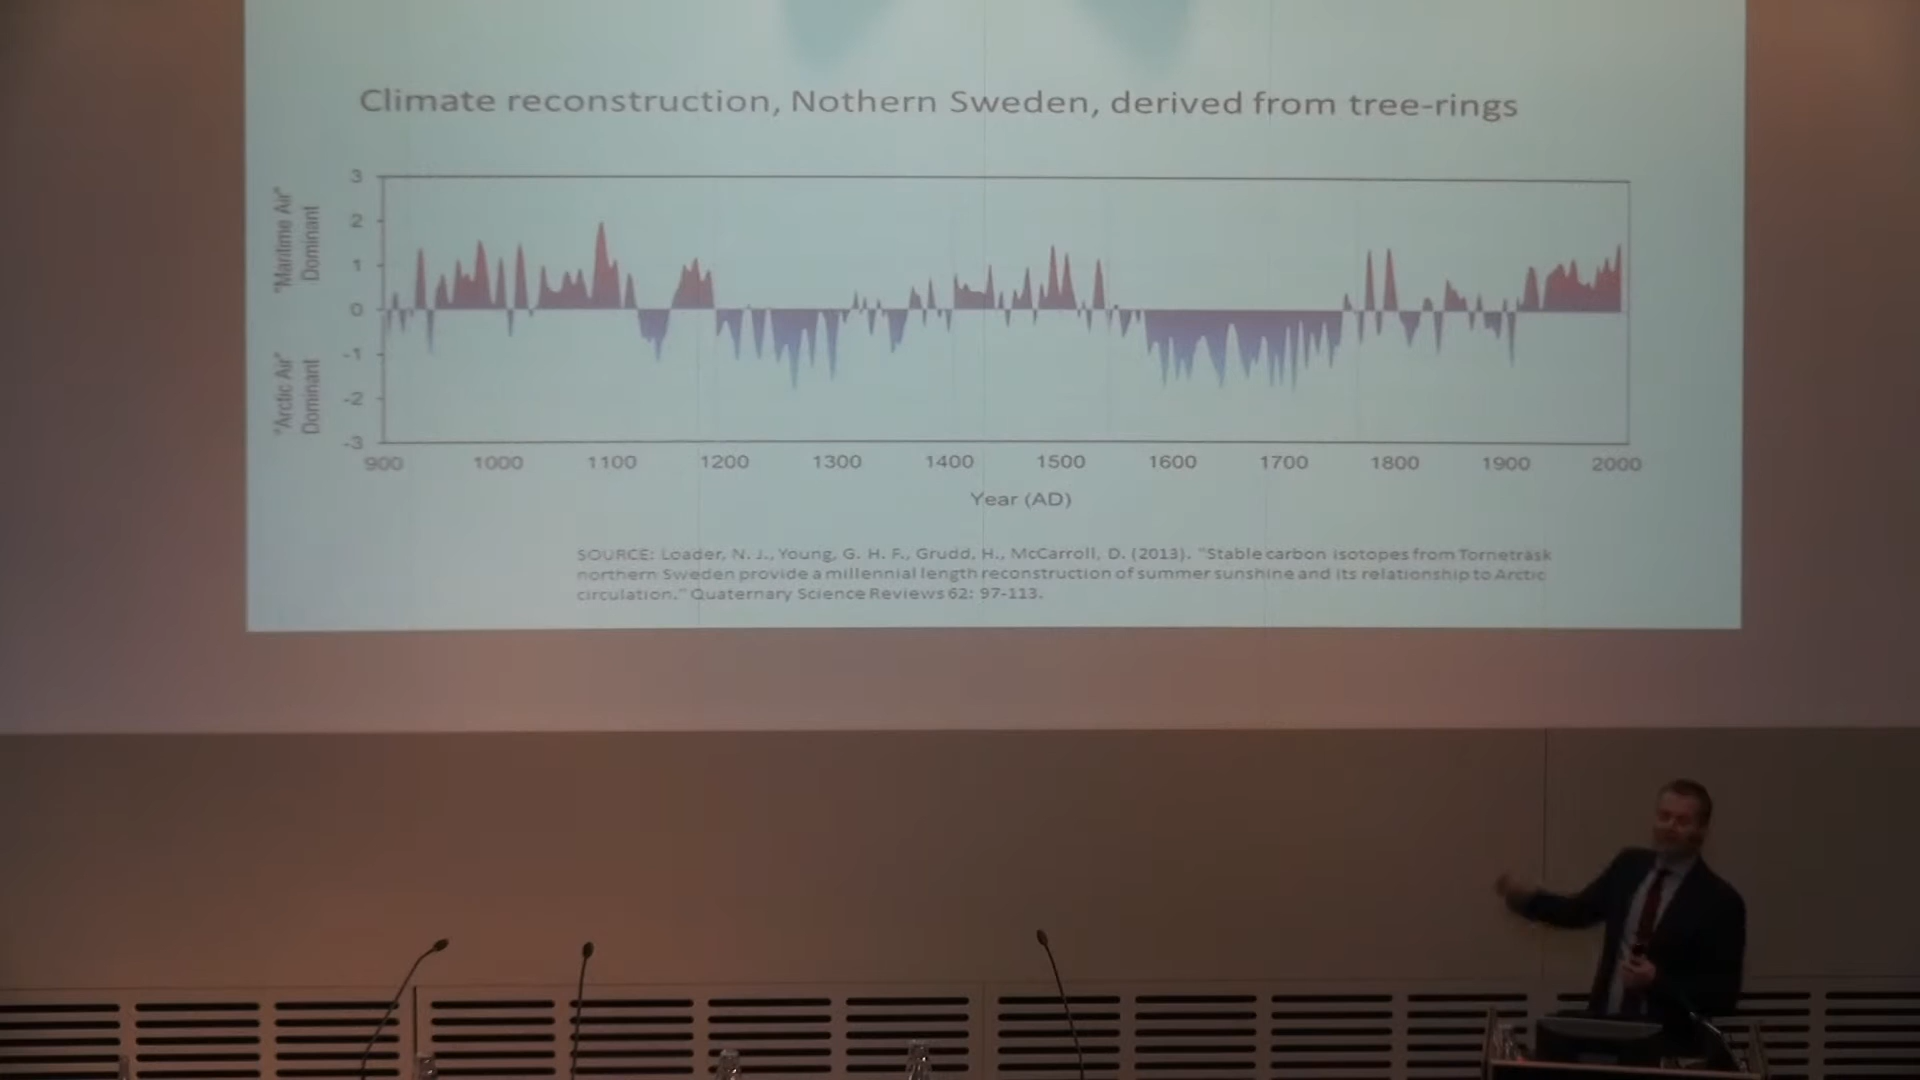 Climate reconstruction, Nothern Sweden, derived from tree-rings
"Maritime Air"
Dominant
"Arctic Air"
Dominant
3
2
1
0
-1
-2
-3
900 1000 1100 1200 1300 1400 1500 1600 1700 1800 1900 2000
Year (AD)
SOURCE: Loader, N. J., Young, G. H. F., Grudd, H., McCarroll, D. (2013). "Stable carbon isotopes from Tornetrask
northern Sweden provide a millennial length reconstruction of summer sunshine and its relationship to Arctic
circulation." Quaternary Science Reviews 62: 97-113.